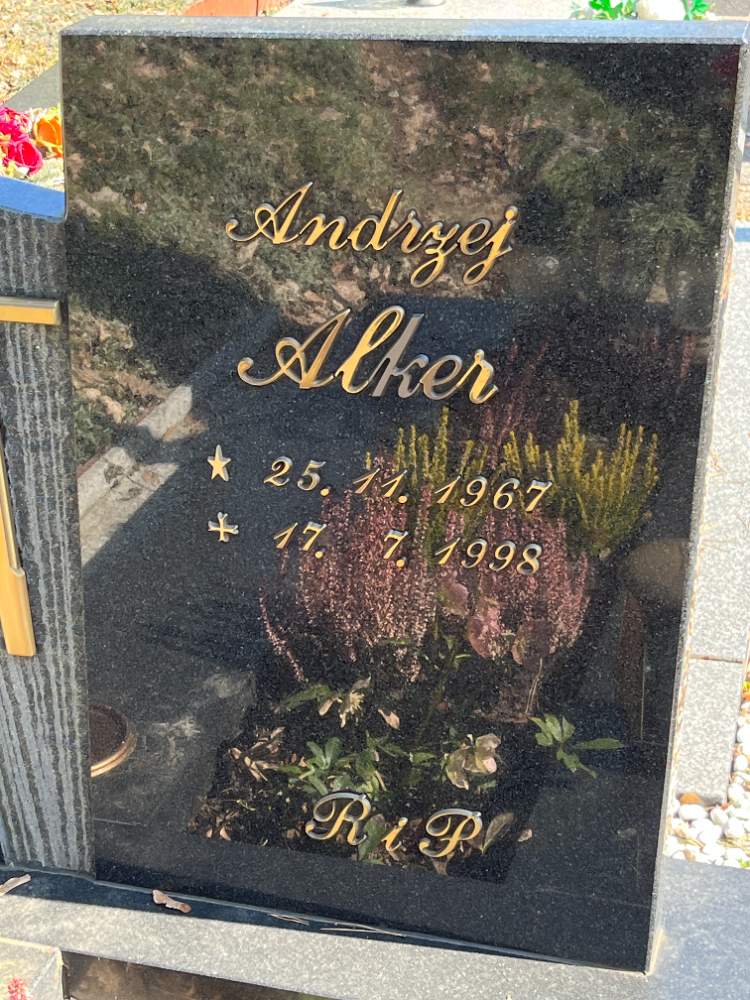 Andrzej
Alker
25. 11. 1967
17. 7. 1998
R i P